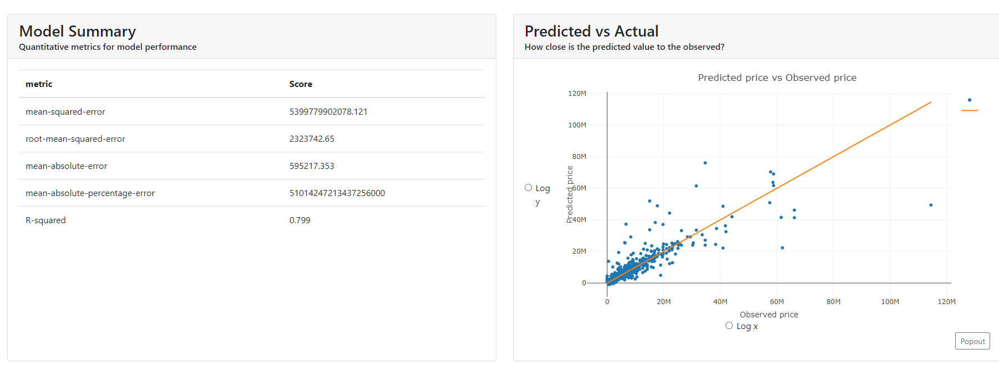 Model Summary
Quantitative metrics for model performance
metric Score
mean-squared-error 5399779902078.121
root-mean-squared-error 2323742.65
mean-absolute-error 595217.353
mean-absolute-percentage-error 51014247213437256000
R-squared 0.799
Predicted vs Actual
How close is the predicted value to the observed?
Predicted price vs Observed price
120M
100M
80M
60M
40M
20M
0
Predicted price
Log
y
0 20M 40M 60M 80M 100M 120M
Observed price
Log x
Popout